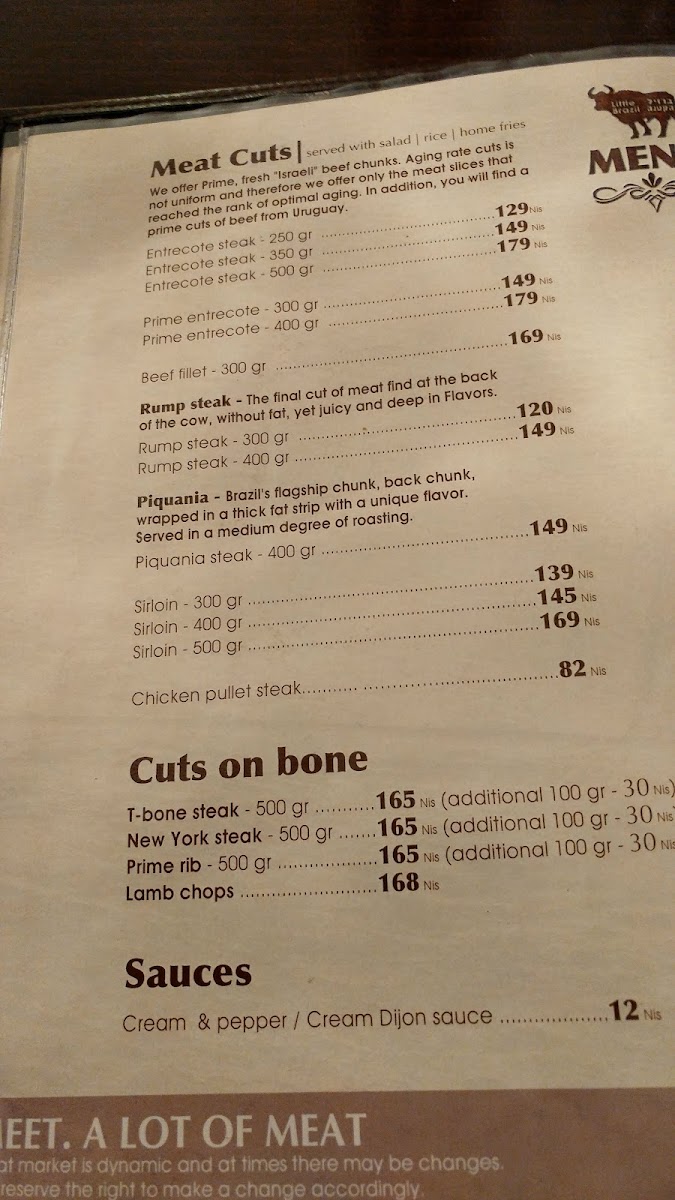 Little Brazil
MEN
Meat Cuts | served with salad | rice | home fries
We offer Prime, fresh "Israeli" beef chunks. Aging rate cuts is
not uniform and therefore we offer only the meat slices that
reached the rank of optimal aging. In addition, you will find a
prime cuts of beef from Uruguay.
Entrecote steak - 250 gr ........................ 129 Nis
Entrecote steak - 350 gr ........................ 149 Nis
Entrecote steak - 500 gr ........................ 179 Nis
Prime entrecote - 300 gr ........................ 149 Nis
Prime entrecote - 400 gr ........................ 179 Nis
Beef fillet - 300 gr ........................ 169 Nis
Rump steak - The final cut of meat find at the back
of the cow, without fat, yet juicy and deep in Flavors.
Rump steak - 300 gr ........................ 120 Nis
Rump steak - 400 gr ........................ 149 Nis
Piquania - Brazil's flagship chunk, back chunk,
wrapped in a thick fat strip with a unique flavor.
Served in a medium degree of roasting.
Piquania steak - 400 gr ........................ 149 Nis
Sirloin - 300 gr ........................ 139 Nis
Sirloin - 400 gr ........................ 145 Nis
Sirloin - 500 gr ........................ 169 Nis
Chicken pullet steak........... ........................ 82 Nis
Cuts on bone
T-bone steak - 500 gr ...........165 Nis (additional 100 gr - 30 Nis)
New York steak - 500 gr .......165 Nis (additional 100 gr - 30 Nis)
Prime rib - 500 gr ..................165 Nis (additional 100 gr - 30 Nis
Lamb chops .........................168 Nis
Sauces
Cream & pepper / Cream Dijon sauce ...................12 Nis
EET. A LOT OF MEAT
at market is dynamic and at times there may be changes.
reserve the right to make a change accordingly.